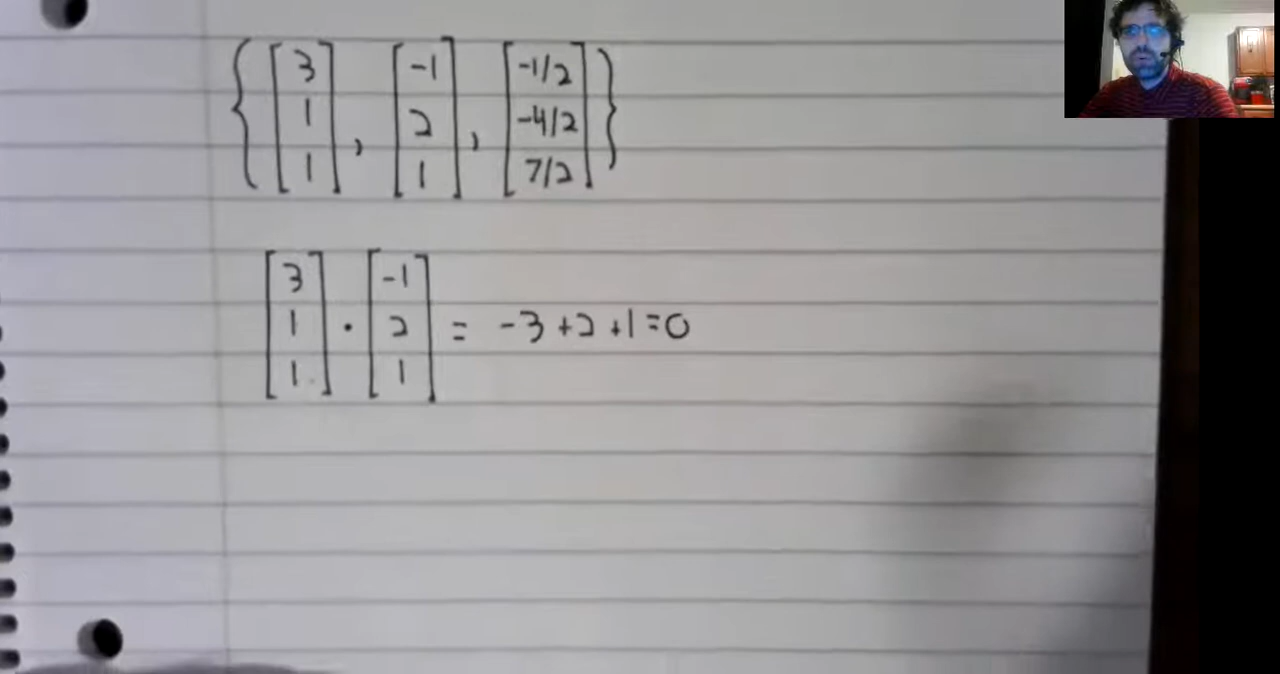 { [ 3 1 1 ] , [ -1 2 1 ] , [ -1/2 -4/2 7/2 ] }
[ 3 1 1 ] · [ -1 2 1 ] = -3 +2 +1 = 0